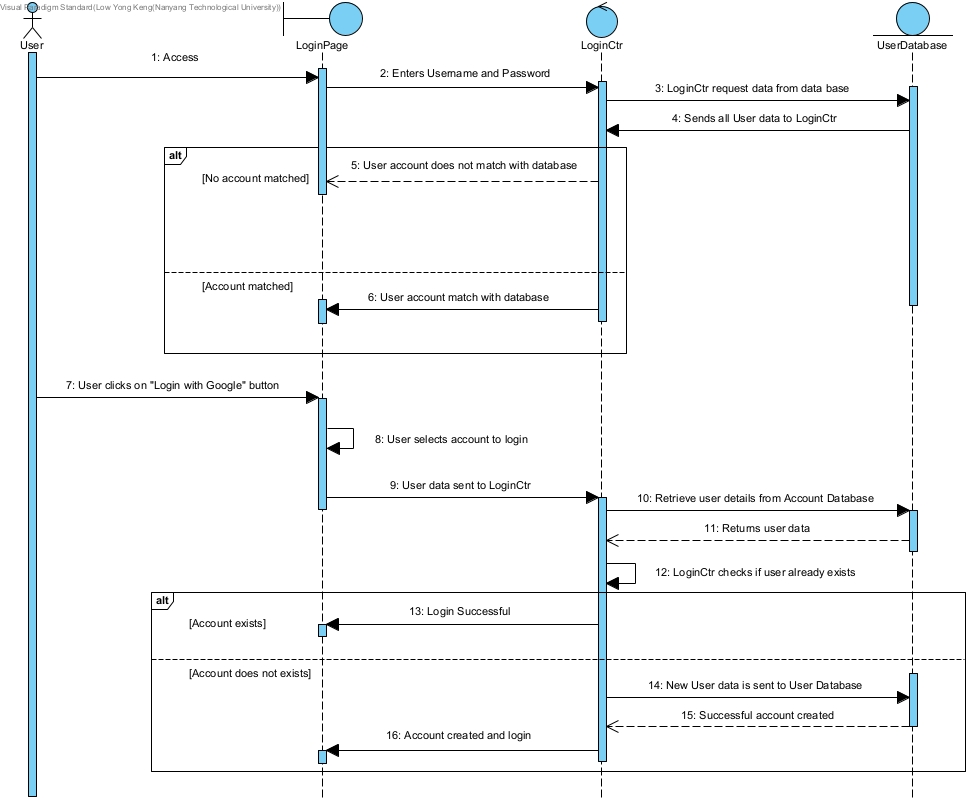 Visual Paradigm Standard(Low Yong Keng(Nanyang Technological University))
User
LoginPage
LoginCtr
UserDatabase
1: Access
2: Enters Username and Password
3: LoginCtr request data from data base
4: Sends all User data to LoginCtr
alt
5: User account does not match with database
[No account matched]
[Account matched]
6: User account match with database
7: User clicks on "Login with Google" button
8: User selects account to login
9: User data sent to LoginCtr
10: Retrieve user details from Account Database
11: Returns user data
12: LoginCtr checks if user already exists
alt
13: Login Successful
[Account exists]
[Account does not exists]
14: New User data is sent to User Database
15: Successful account created
16: Account created and login